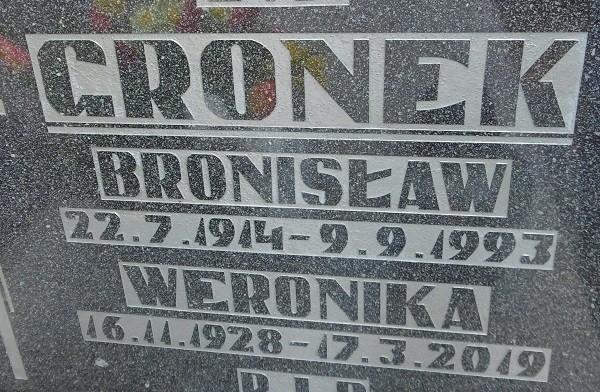 GRONEK
BRONISŁAW
22.7.1914-9.9.1993
WERONIKA
16.11.1928-17.3.2019
R.I.P.